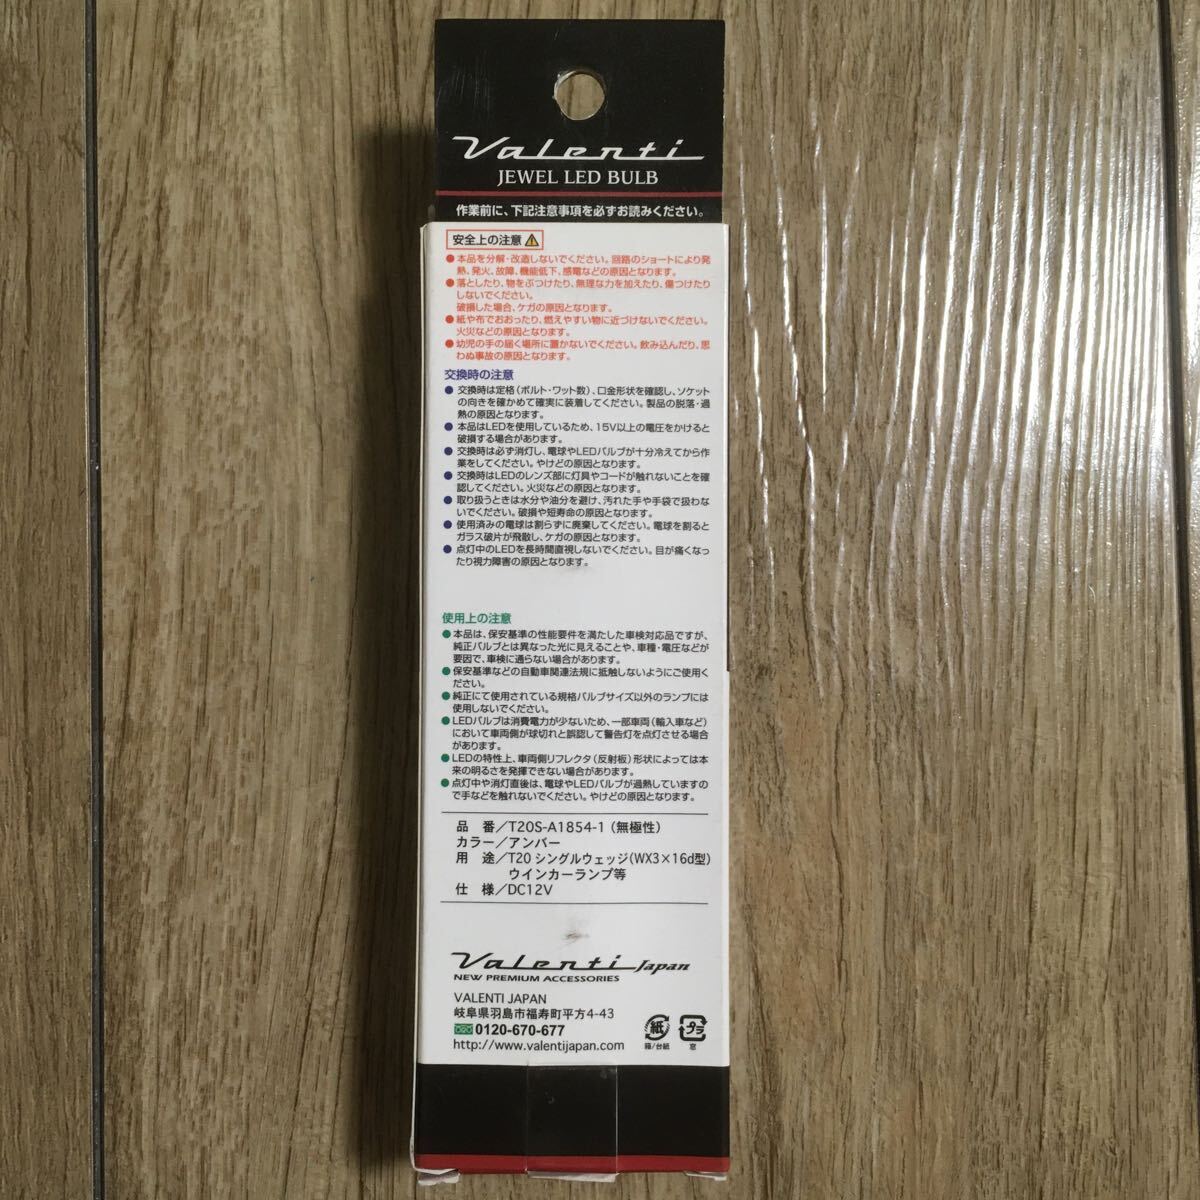 Valenti
JEWEL LED BULB
作業前に、下記注意事項を必ずお読みください。
安全上の注意
●本品を分解・改造しないでください。回路のショートにより発
熱、発火、故障、機能低下、感電などの原因となります。
●落としたり、物をぶつけたり、無理な力を加えたり、傷つけたり
しないでください。
破損した場合、ケガの原因となります。
●紙や布でおおったり、燃えやすい物に近づけないでください。
火災などの原因となります。
●幼児の手の届く場所に置かないでください。飲み込んだり、思
わぬ事故の原因となります。
交換時の注意
●交換時は定格(ボルト・ワット数)、口金形状を確認し、ソケット
の向きを確かめて確実に装着してください。製品の脱落・過
熱の原因となります。
●本品はLEDを使用しているため、15V以上の電圧をかけると
破損する場合があります。
●交換時は必ず消灯し、電球やLEDバルブが十分冷えてから作
業をしてください。やけどの原因となります。
●交換時はLEDのレンズ部に灯具やコードが触れないことを確
認してください。火災などの原因となります。
●取り扱うときは水分や油分を避け、汚れた手や手袋で扱わな
いでください。破損や短寿命の原因となります。
●使用済みの電球は割らずに廃棄してください。電球を割ると
ガラス破片が飛散し、ケガの原因となります。
●点灯中のLEDを長時間直視しないでください。目が痛くなっ
たり視力障害の原因となります。
使用上の注意
●本品は、保安基準の性能要件を満たした車検対応品ですが、
純正バルブとは異なった光に見えることや、車種・電圧などが
要因で、車検に通らない場合があります。
●保安基準などの自動車関連法規に抵触しないようにご使用く
ださい。
●純正にて使用されている規格バルブサイズ以外のランプには
使用しないでください。
●LEDバルブは消費電力が少ないため、一部車両(輸入車など)
において車両側が球切れと誤認して警告灯を点灯させる場合
があります。
●LEDの特性上、車両側リフレクタ(反射板)形状によっては本
来の明るさを発揮できない場合があります。
●点灯中や消灯直後は、電球やLEDバルブが過熱していますの
で手などを触れないでください。やけどの原因となります。
品 番/T20S-A1854-1(無極性)
カラー/アンバー
用 途/T20 シングルウェッジ(WX3×16d型)
ウインカーランプ等
仕 様/DC12V
Valenti Japan
NEW PREMIUM ACCESSORIES
VALENTI JAPAN
岐阜県羽島市福寿町平方4-43
0120-670-677
http://www.valentijapan.com
紙
箱/台紙
プラ
窓